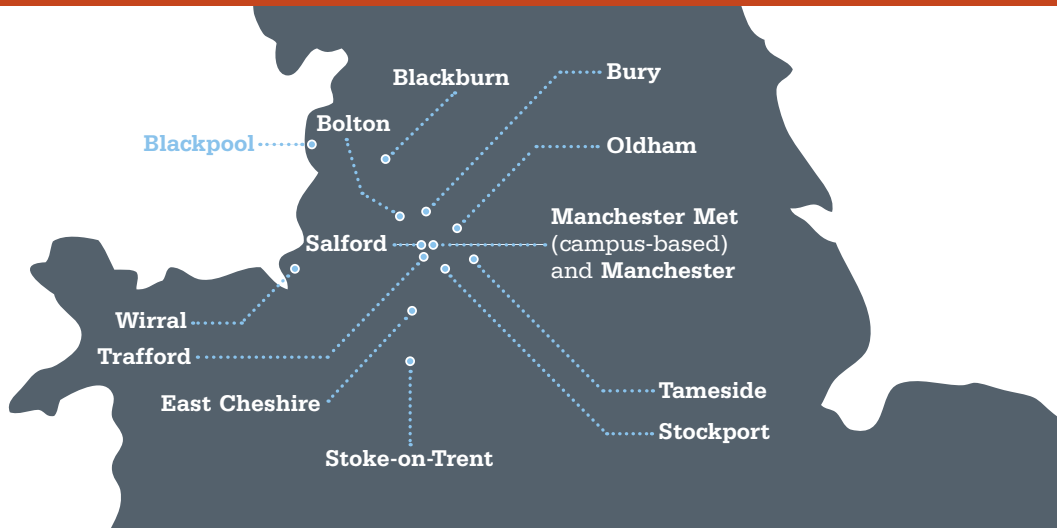 Bury
Blackburn
Bolton
Blackpool
Oldham
Manchester Met
(campus-based)
and Manchester
Salford
Wirral
Trafford
East Cheshire
Tameside
Stockport
Stoke-on-Trent